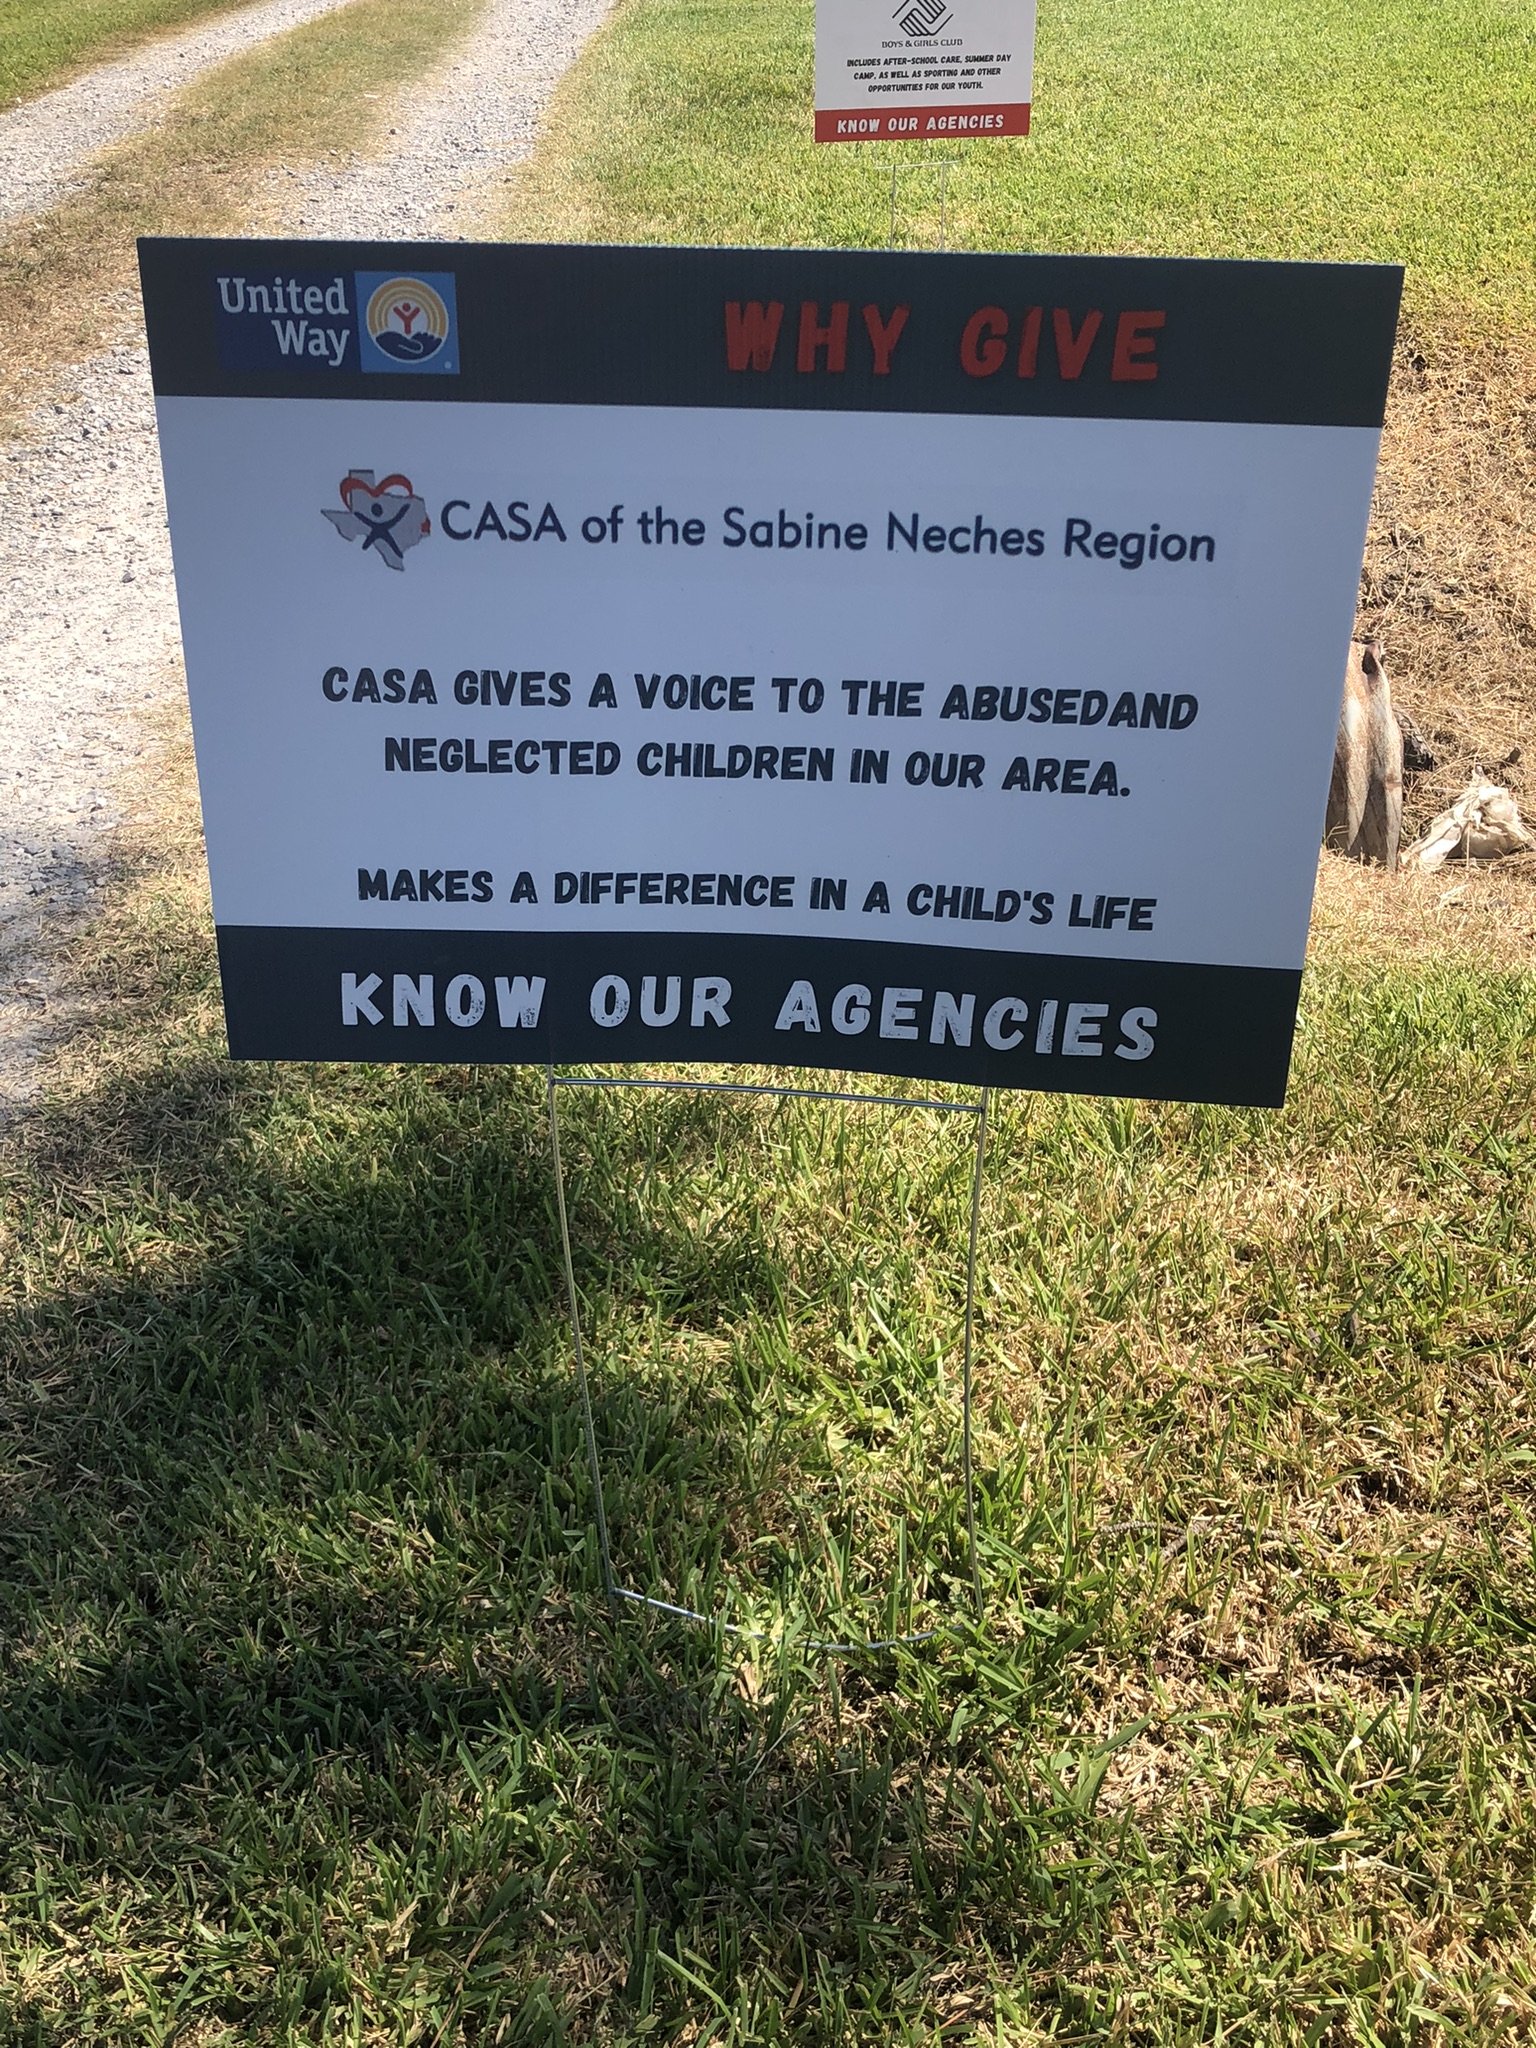 BOYS & GIRLS CLUB
INCLUDES AFTER-SCHOOL CARE, SUMMER DAY
CAMP, AS WELL AS SPORTING AND OTHER
OPPORTUNITIES FOR OUR YOUTH.
KNOW OUR AGENCIES
United
Way
WHY GIVE
CASA of the Sabine Neches Region
CASA GIVES A VOICE TO THE ABUSEDAND
NEGLECTED CHILDREN IN OUR AREA.
MAKES A DIFFERENCE IN A CHILD'S LIFE
KNOW OUR AGENCIES